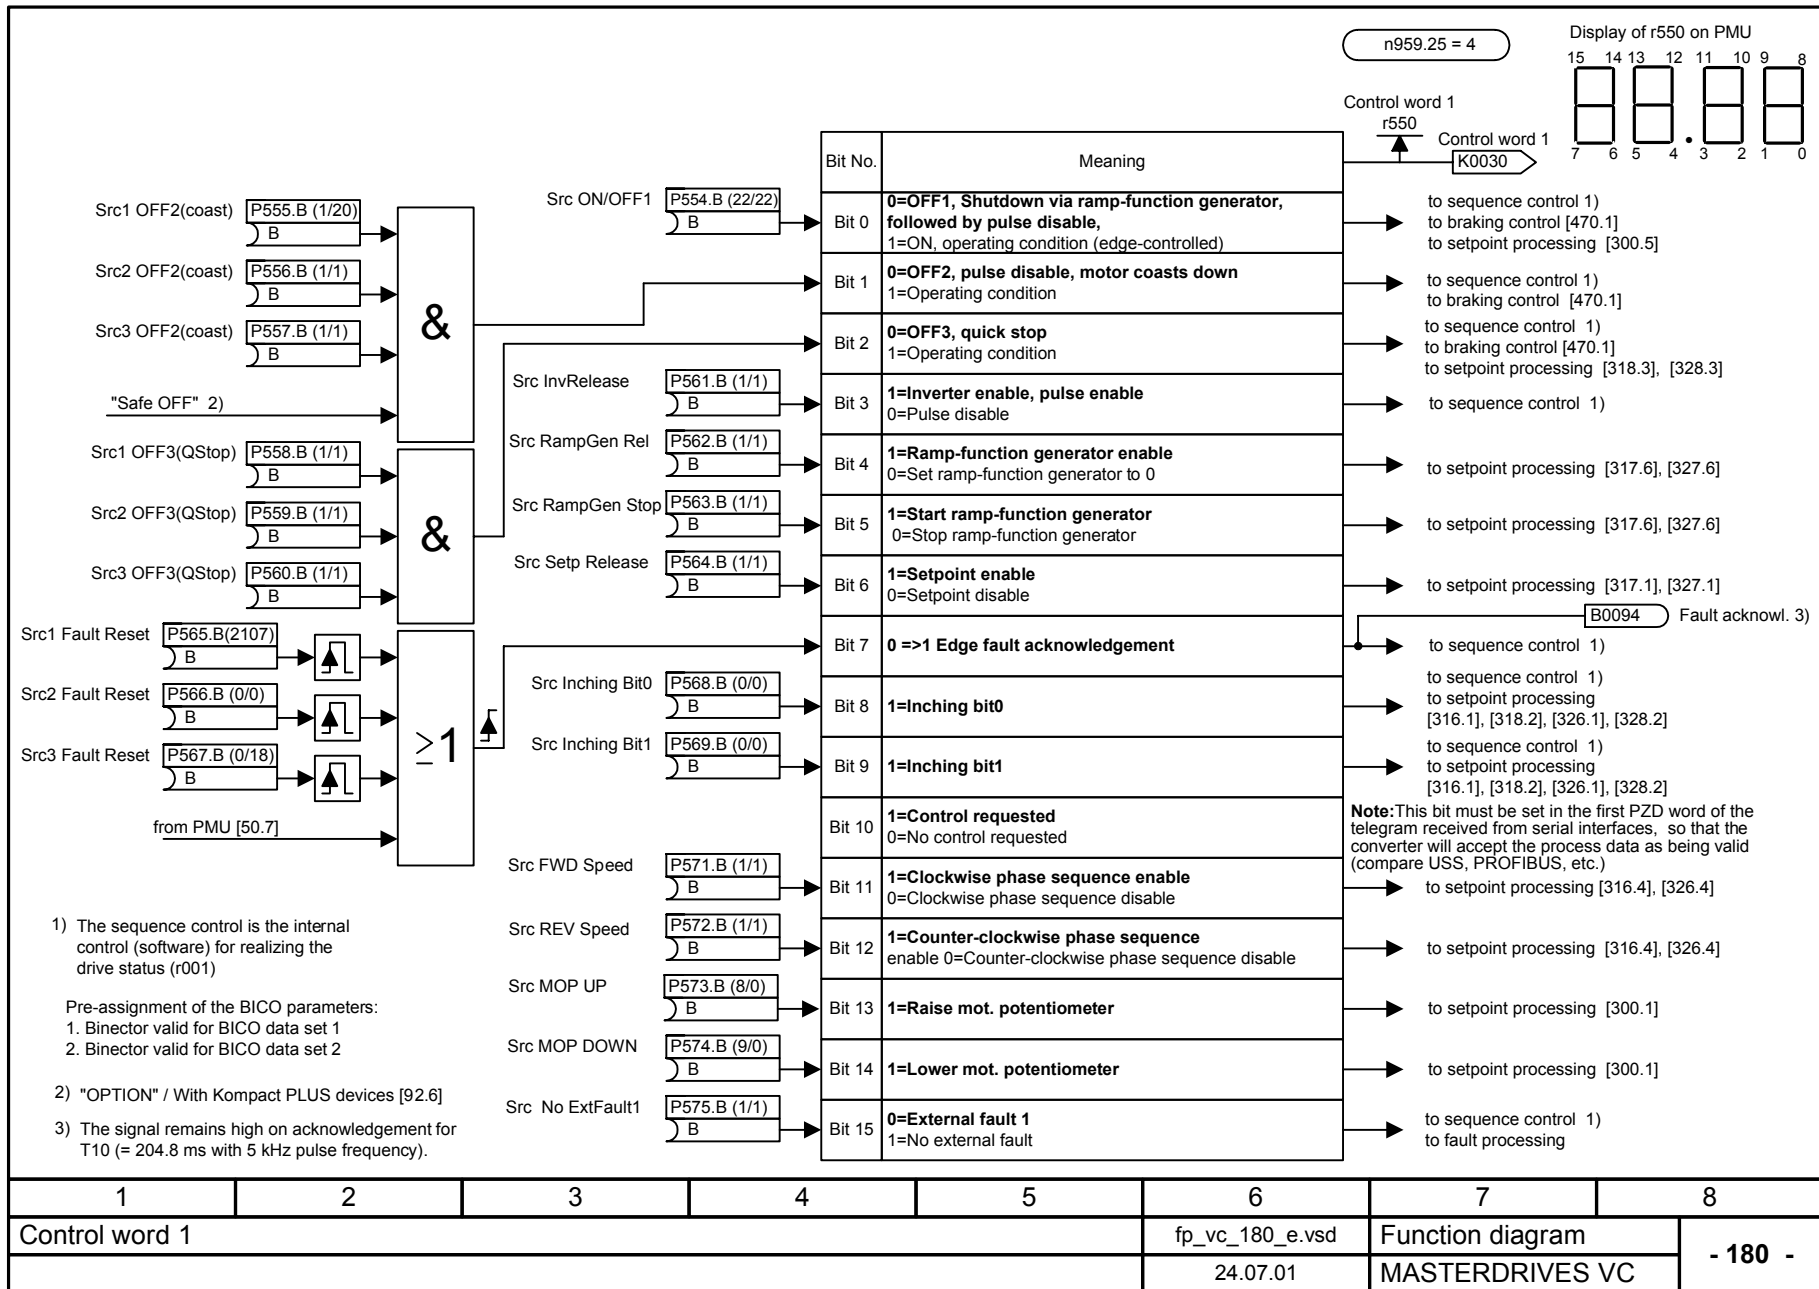 n959.25 = 4
Display of r550 on PMU
15 14 13 12 11 10 9 8
7 6 5 4 3 2 1 0
Control word 1
r550
Control word 1
K0030
Bit No.
Meaning
Src1 OFF2(coast)
P555.B (1/20)
B
Src2 OFF2(coast)
P556.B (1/1)
B
Src3 OFF2(coast)
P557.B (1/1)
B
"Safe OFF" 2)
&
Src1 OFF3(QStop)
P558.B (1/1)
B
Src2 OFF3(QStop)
P559.B (1/1)
B
Src3 OFF3(QStop)
P560.B (1/1)
B
&
Src1 Fault Reset
P565.B(2107)
B
Src2 Fault Reset
P566.B (0/0)
B
Src3 Fault Reset
P567.B (0/18)
B
from PMU [50.7]
≥1
Src ON/OFF1
P554.B (22/22)
B
Bit 0
0=OFF1, Shutdown via ramp-function generator,
followed by pulse disable,
1=ON, operating condition (edge-controlled)
to sequence control 1)
to braking control [470.1]
to setpoint processing [300.5]
Bit 1
0=OFF2, pulse disable, motor coasts down
1=Operating condition
to sequence control 1)
to braking control [470.1]
Bit 2
0=OFF3, quick stop
1=Operating condition
to sequence control 1)
to braking control [470.1]
to setpoint processing [318.3], [328.3]
Src InvRelease
P561.B (1/1)
B
Bit 3
1=Inverter enable, pulse enable
0=Pulse disable
to sequence control 1)
Src RampGen Rel
P562.B (1/1)
B
Bit 4
1=Ramp-function generator enable
0=Set ramp-function generator to 0
to setpoint processing [317.6], [327.6]
Src RampGen Stop
P563.B (1/1)
B
Bit 5
1=Start ramp-function generator
0=Stop ramp-function generator
to setpoint processing [317.6], [327.6]
Src Setp Release
P564.B (1/1)
B
Bit 6
1=Setpoint enable
0=Setpoint disable
to setpoint processing [317.1], [327.1]
B0094
Fault acknowl. 3)
Bit 7
0 =>1 Edge fault acknowledgement
to sequence control 1)
Src Inching Bit0
P568.B (0/0)
B
Bit 8
1=Inching bit0
to sequence control 1)
to setpoint processing
[316.1], [318.2], [326.1], [328.2]
Src Inching Bit1
P569.B (0/0)
B
Bit 9
1=Inching bit1
to sequence control 1)
to setpoint processing
[316.1], [318.2], [326.1], [328.2]
Bit 10
1=Control requested
0=No control requested
Note:This bit must be set in the first PZD word of the
telegram received from serial interfaces, so that the
converter will accept the process data as being valid
(compare USS, PROFIBUS, etc.)
Src FWD Speed
P571.B (1/1)
B
Bit 11
1=Clockwise phase sequence enable
0=Clockwise phase sequence disable
to setpoint processing [316.4], [326.4]
Src REV Speed
P572.B (1/1)
B
Bit 12
1=Counter-clockwise phase sequence
enable 0=Counter-clockwise phase sequence disable
to setpoint processing [316.4], [326.4]
Src MOP UP
P573.B (8/0)
B
Bit 13
1=Raise mot. potentiometer
to setpoint processing [300.1]
Src MOP DOWN
P574.B (9/0)
B
Bit 14
1=Lower mot. potentiometer
to setpoint processing [300.1]
Src No ExtFault1
P575.B (1/1)
B
Bit 15
0=External fault 1
1=No external fault
to sequence control 1)
to fault processing
1) The sequence control is the internal
control (software) for realizing the
drive status (r001)
Pre-assignment of the BICO parameters:
1. Binector valid for BICO data set 1
2. Binector valid for BICO data set 2
2) "OPTION" / With Kompact PLUS devices [92.6]
3) The signal remains high on acknowledgement for
T10 (= 204.8 ms with 5 kHz pulse frequency).
1 2 3 4 5 6 7 8
Control word 1
fp_vc_180_e.vsd
Function diagram
- 180 -
24.07.01
MASTERDRIVES VC